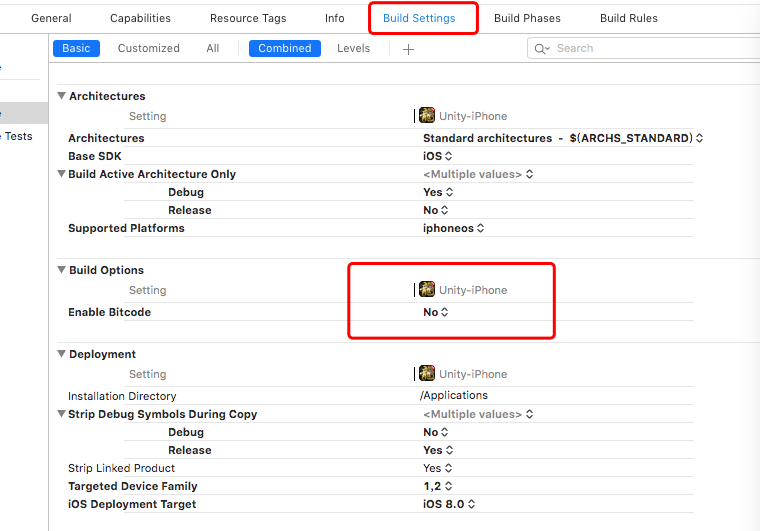 General Capabilities Resource Tags Info Build Settings Build Phases Build Rules
Basic Customized All Combined Levels + Search
Architectures
Setting Unity-iPhone
e Tests
Architectures Standard architectures - $(ARCHS_STANDARD)
Base SDK iOS
Build Active Architecture Only <Multiple values>
Debug Yes
Release No
Supported Platforms iphoneos
Build Options
Setting Unity-iPhone
Enable Bitcode No
Deployment
Setting Unity-iPhone
Installation Directory /Applications
Strip Debug Symbols During Copy <Multiple values>
Debug No
Release Yes
Strip Linked Product Yes
Targeted Device Family 1,2
iOS Deployment Target iOS 8.0